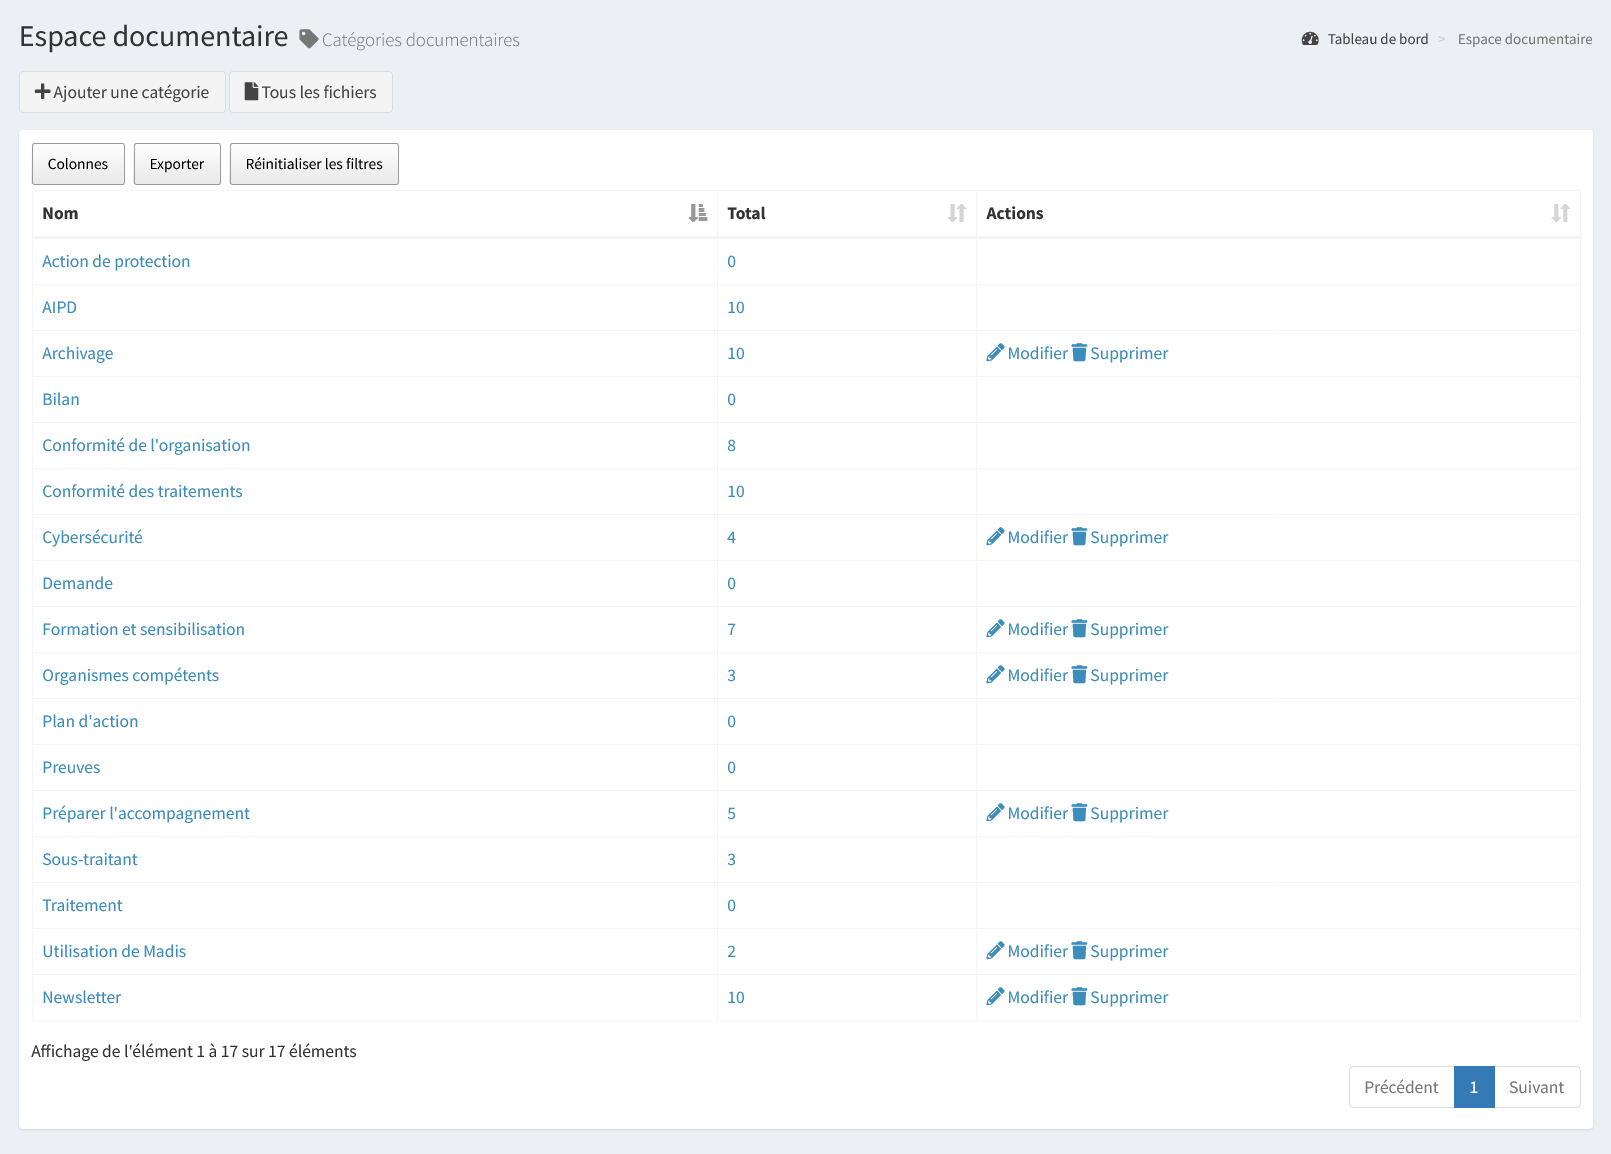 Espace documentaire Catégories documentaires
Tableau de bord > Espace documentaire
Ajouter une catégorie Tous les fichiers
Colonnes Exporter Réinitialiser les filtres
Nom Total Actions
Action de protection 0
AIPD 10
Archivage 10 Modifier Supprimer
Bilan 0
Conformité de l'organisation 8
Conformité des traitements 10
Cybersécurité 4 Modifier Supprimer
Demande 0
Formation et sensibilisation 7 Modifier Supprimer
Organismes compétents 3 Modifier Supprimer
Plan d'action 0
Preuves 0
Préparer l'accompagnement 5 Modifier Supprimer
Sous-traitant 3
Traitement 0
Utilisation de Madis 2 Modifier Supprimer
Newsletter 10 Modifier Supprimer
Affichage de l'élément 1 à 17 sur 17 éléments
Précédent 1 Suivant